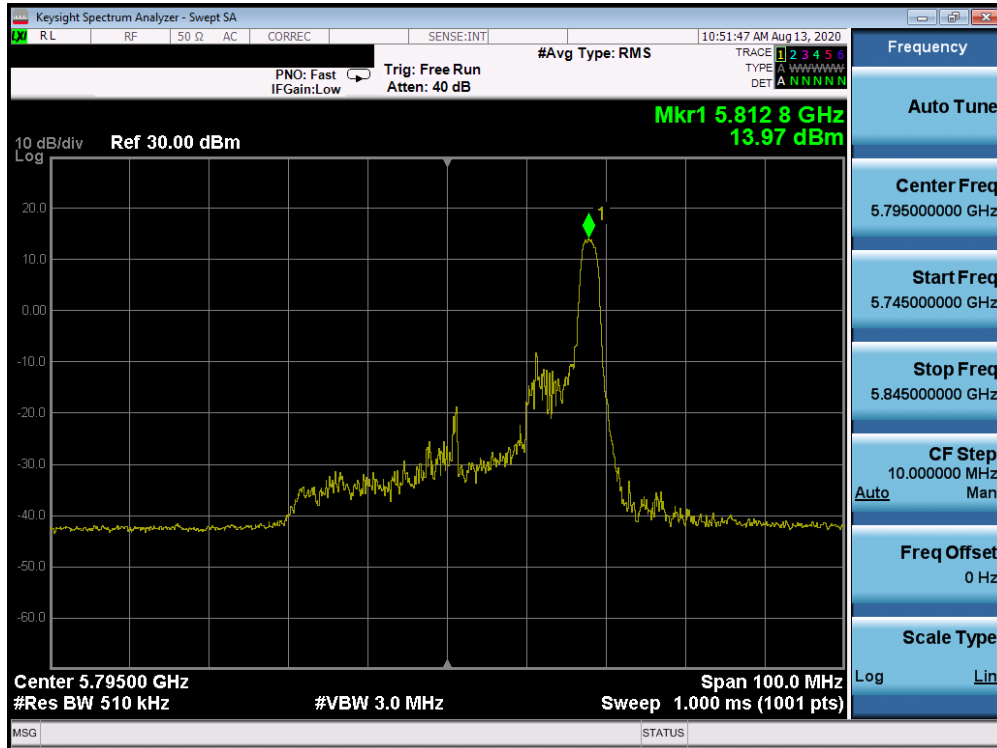 Keysight Spectrum Analyzer - Swept SA
LXI RL RF 50 Ω AC CORREC SENSE:INT 10:51:47 AM Aug 13, 2020
#Avg Type: RMS TRACE 1 2 3 4 5 6
PNO: Fast Trig: Free Run TYPE A WWWWW
IFGain:Low Atten: 40 dB DET A N N N N N
Mkr1 5.812 8 GHz
13.97 dBm
10 dB/div Ref 30.00 dBm
Log
1
20.0
10.0
0.00
-10.0
-20.0
-30.0
-40.0
-50.0
-60.0
Center 5.79500 GHz Span 100.0 MHz
#Res BW 510 kHz #VBW 3.0 MHz Sweep 1.000 ms (1001 pts)
MSG STATUS
Frequency
Auto Tune
Center Freq
5.795000000 GHz
Start Freq
5.745000000 GHz
Stop Freq
5.845000000 GHz
CF Step
10.000000 MHz
Auto Man
Freq Offset
0 Hz
Scale Type
Log Lin